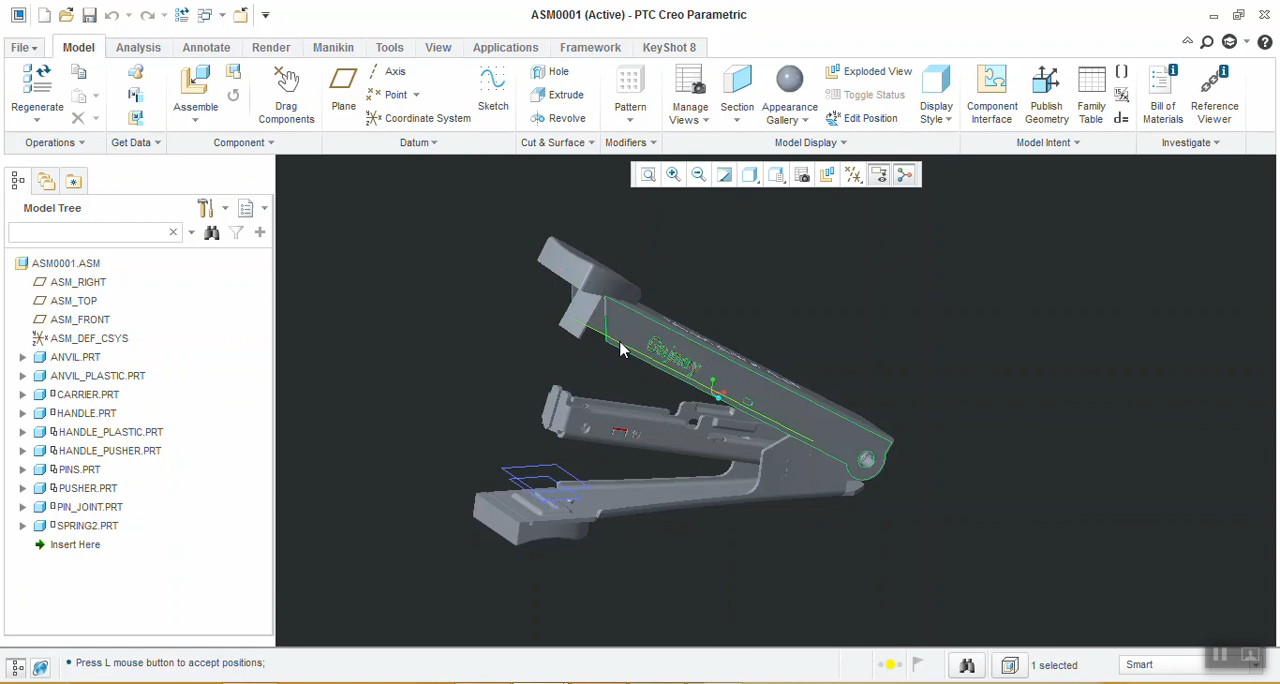 ASM0001 (Active) - PTC Creo Parametric
File Model Analysis Annotate Render Manikin Tools View Applications Framework KeyShot 8
Regenerate
Assemble
Drag Components
Plane
Axis
Point
Coordinate System
Sketch
Hole
Extrude
Revolve
Pattern
Manage Views
Section
Appearance Gallery
Exploded View
Toggle Status
Edit Position
Display Style
Component Interface
Publish Geometry
Family Table
Bill of Materials
Reference Viewer
Operations Get Data Component Datum Cut & Surface Modifiers Model Display Model Intent Investigate
Model Tree
ASM0001.ASM
ASM_RIGHT
ASM_TOP
ASM_FRONT
ASM_DEF_CSYS
ANVIL.PRT
ANVIL_PLASTIC.PRT
CARRIER.PRT
HANDLE.PRT
HANDLE_PLASTIC.PRT
HANDLE_PUSHER.PRT
PINS.PRT
PUSHER.PRT
PIN_JOINT.PRT
SPRING2.PRT
Insert Here
Press L mouse button to accept positions;
1 selected
Smart